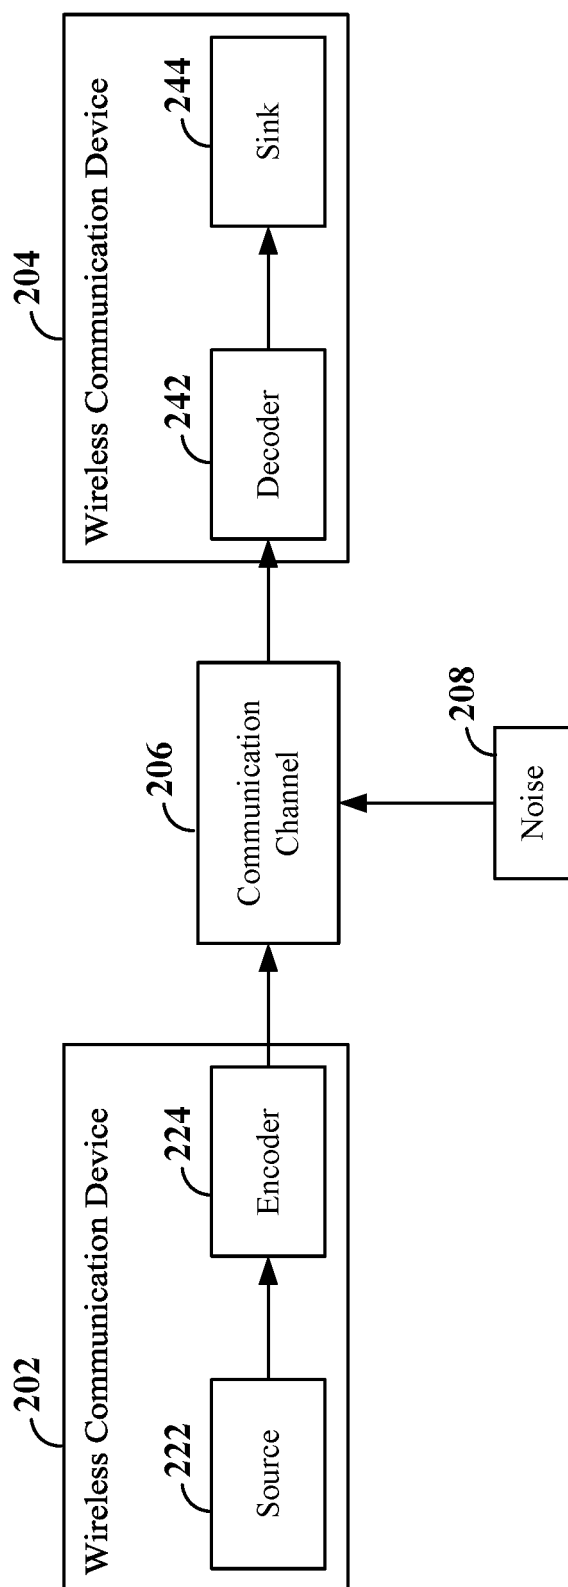 202
Wireless Communication Device
222
Source
224
Encoder
206
Communication
Channel
208
Noise
204
Wireless Communication Device
242
Decoder
244
Sink